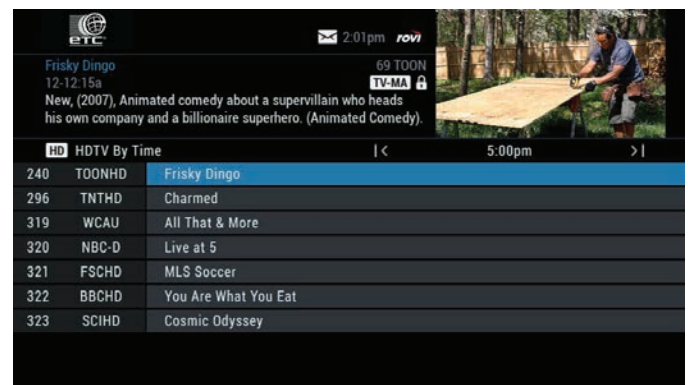 etc
2:01pm rovi
Frisky Dingo 69 TOON
12-12:15a TV-MA
New, (2007), Animated comedy about a supervillain who heads
his own company and a billionaire superhero. (Animated Comedy).
HD HDTV By Time |< 5:00pm >|
240 TOONHD Frisky Dingo
296 TNTHD Charmed
319 WCAU All That & More
320 NBC-D Live at 5
321 FSCHD MLS Soccer
322 BBCHD You Are What You Eat
323 SCIHD Cosmic Odyssey